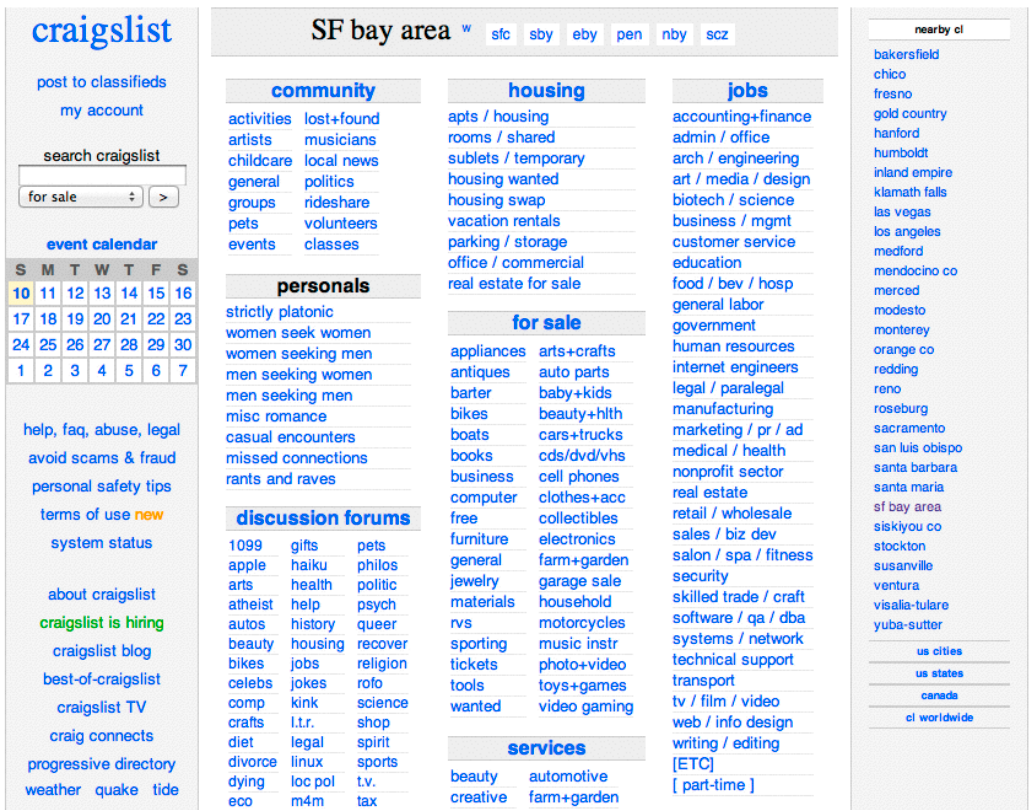 craigslist
post to classifieds
my account
search craigslist
for sale
>
event calendar
S M T W T F S
10 11 12 13 14 15 16
17 18 19 20 21 22 23
24 25 26 27 28 29 30
1 2 3 4 5 6 7
help, faq, abuse, legal
avoid scams & fraud
personal safety tips
terms of use new
system status
about craigslist
craigslist is hiring
craigslist blog
best-of-craigslist
craigslist TV
craig connects
progressive directory
weather quake tide
SF bay area w sfc sby eby pen nby scz
community
activities lost+found
artists musicians
childcare local news
general politics
groups rideshare
pets volunteers
events classes
personals
strictly platonic
women seek women
women seeking men
men seeking women
men seeking men
misc romance
casual encounters
missed connections
rants and raves
discussion forums
1099 gifts pets
apple haiku philos
arts health politic
atheist help psych
autos history queer
beauty housing recover
bikes jobs religion
celebs jokes rofo
comp kink science
crafts l.t.r. shop
diet legal spirit
divorce linux sports
dying loc pol t.v.
eco m4m tax
housing
apts / housing
rooms / shared
sublets / temporary
housing wanted
housing swap
vacation rentals
parking / storage
office / commercial
real estate for sale
for sale
appliances arts+crafts
antiques auto parts
barter baby+kids
bikes beauty+hlth
boats cars+trucks
books cds/dvd/vhs
business cell phones
computer clothes+acc
free collectibles
furniture electronics
general farm+garden
jewelry garage sale
materials household
rvs motorcycles
sporting music instr
tickets photo+video
tools toys+games
wanted video gaming
services
beauty automotive
creative farm+garden
jobs
accounting+finance
admin / office
arch / engineering
art / media / design
biotech / science
business / mgmt
customer service
education
food / bev / hosp
general labor
government
human resources
internet engineers
legal / paralegal
manufacturing
marketing / pr / ad
medical / health
nonprofit sector
real estate
retail / wholesale
sales / biz dev
salon / spa / fitness
security
skilled trade / craft
software / qa / dba
systems / network
technical support
transport
tv / film / video
web / info design
writing / editing
[ETC]
[ part-time ]
nearby cl
bakersfield
chico
fresno
gold country
hanford
humboldt
inland empire
klamath falls
las vegas
los angeles
medford
mendocino co
merced
modesto
monterey
orange co
redding
reno
roseburg
sacramento
san luis obispo
santa barbara
santa maria
sf bay area
siskiyou co
stockton
susanville
ventura
visalia-tulare
yuba-sutter
us cities
us states
canada
cl worldwide